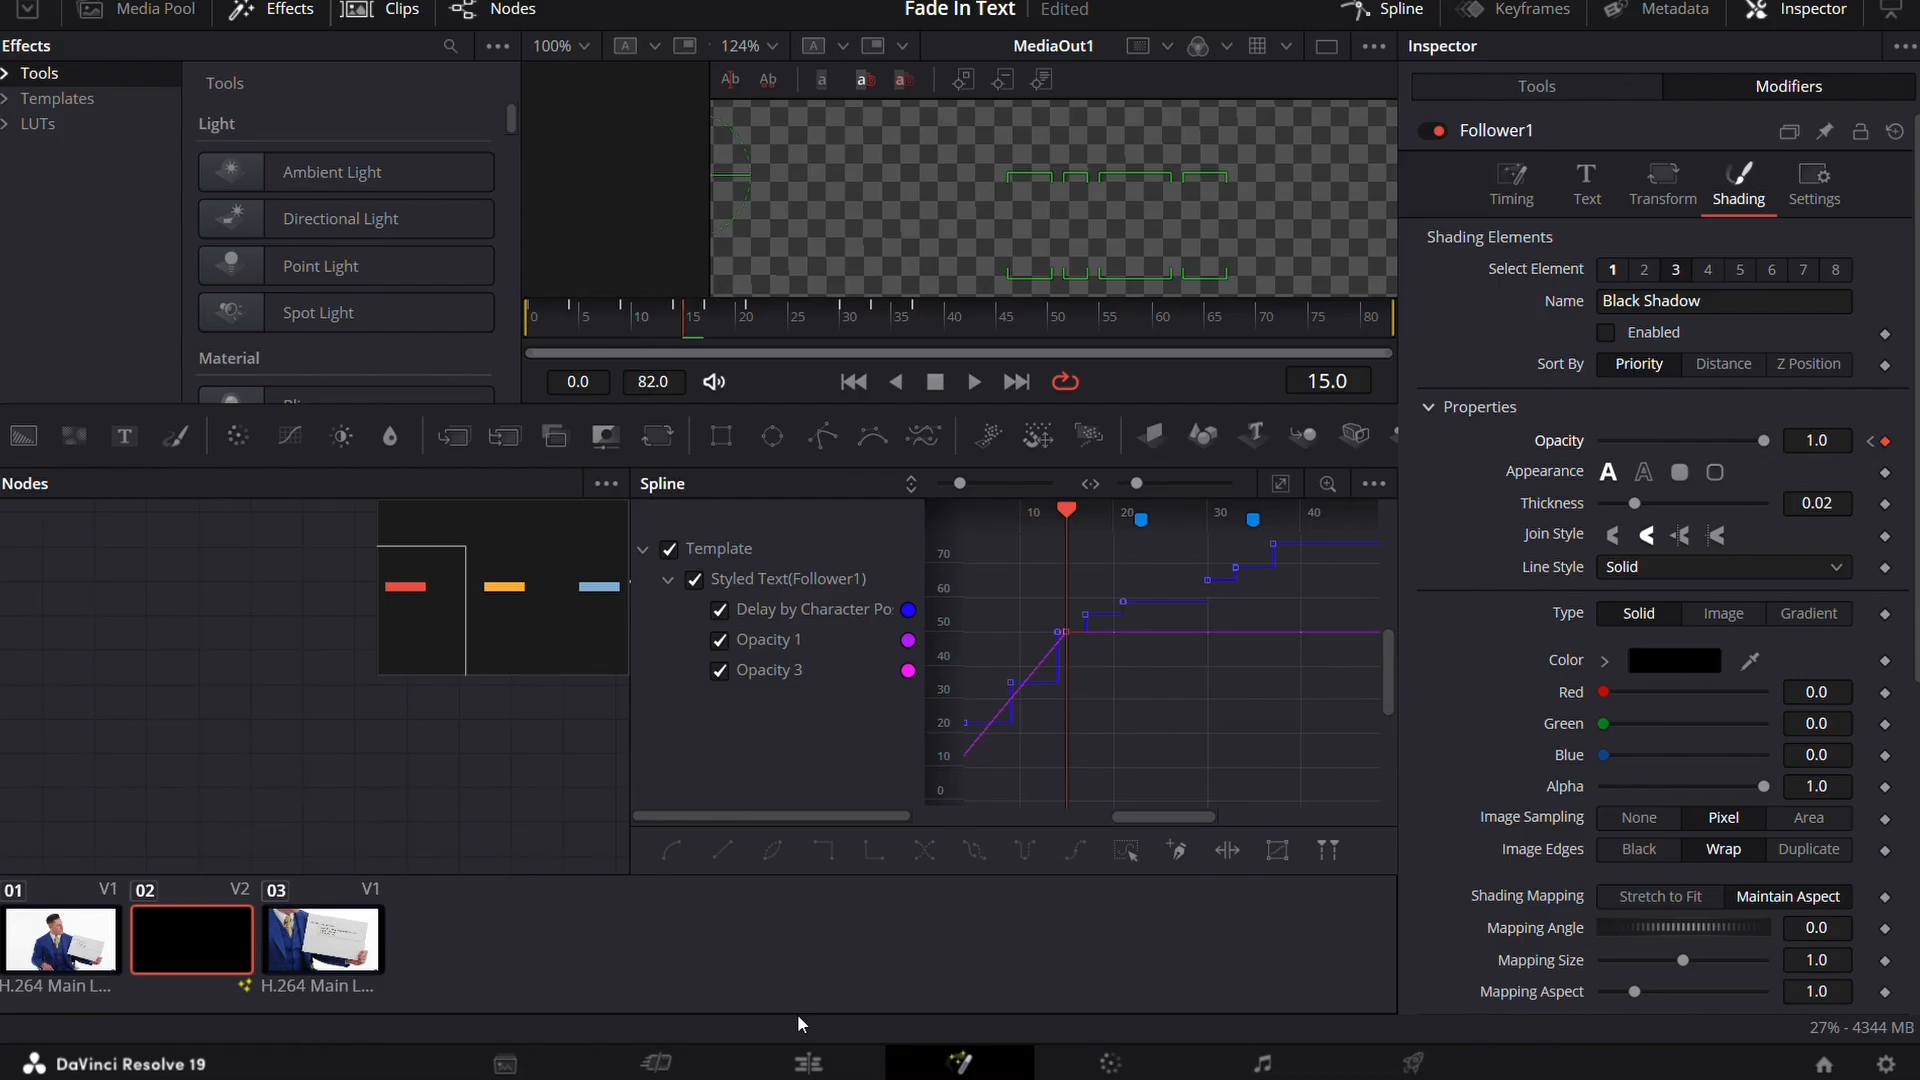 Media Pool Effects Clips Nodes Fade In Text Edited Spline Keyframes Metadata Inspector
Effects 100% 124% MediaOut1 Inspector
Tools
Templates
LUTs
Tools
Light
Ambient Light
Directional Light
Point Light
Spot Light
Material
0 5 10 15 20 25 30 35 40 45 50 55 60 65 70 75 80
0.0 82.0 15.0
Tools Modifiers
Follower1
Timing Text Transform Shading Settings
Shading Elements
Select Element 1 2 3 4 5 6 7 8
Name Black Shadow
Enabled
Sort By Priority Distance Z Position
Properties
Opacity 1.0
Appearance
Thickness 0.02
Join Style
Line Style Solid
Type Solid Image Gradient
Color
Red 0.0
Green 0.0
Blue 0.0
Alpha 1.0
Image Sampling None Pixel Area
Image Edges Black Wrap Duplicate
Shading Mapping Stretch to Fit Maintain Aspect
Mapping Angle 0.0
Mapping Size 1.0
Mapping Aspect 1.0
Nodes
Spline
Template
Styled Text(Follower1)
Delay by Character Po
Opacity 1
Opacity 3
10 20 30 40
70
60
50
40
30
20
10
0
01 V1 02 V2 03 V1
H.264 Main L... H.264 Main L...
27% - 4344 MB
DaVinci Resolve 19